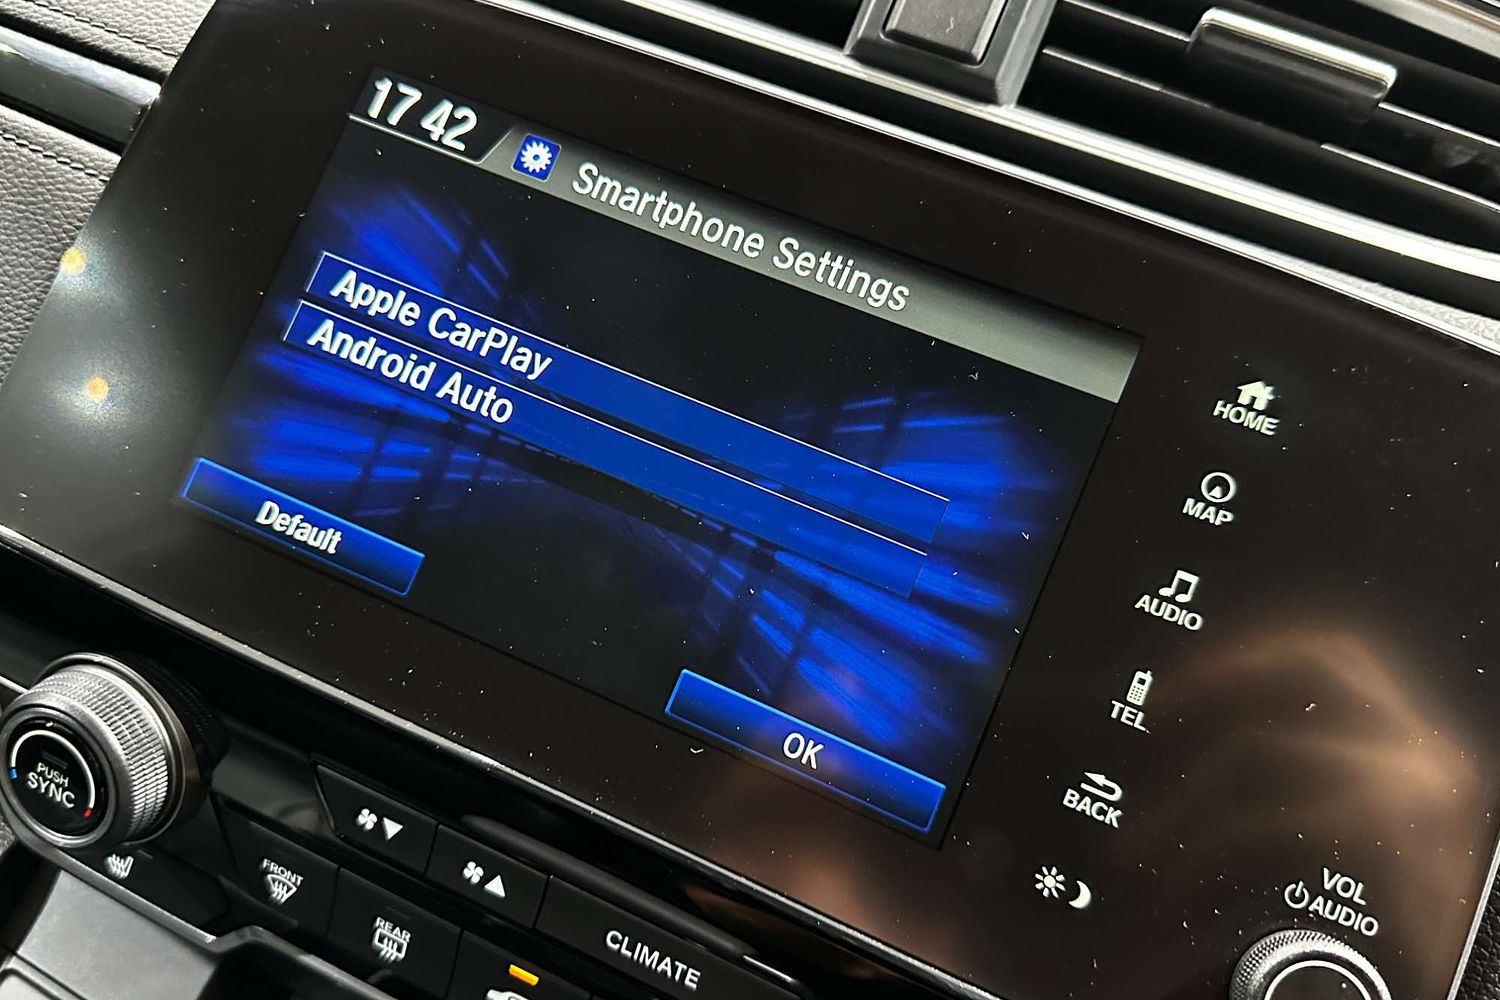 17 42
Smartphone Settings
Apple CarPlay
Android Auto
Default
OK
HOME
MAP
AUDIO
TEL
BACK
VOL
AUDIO
PUSH
SYNC
FRONT
REAR
CLIMATE